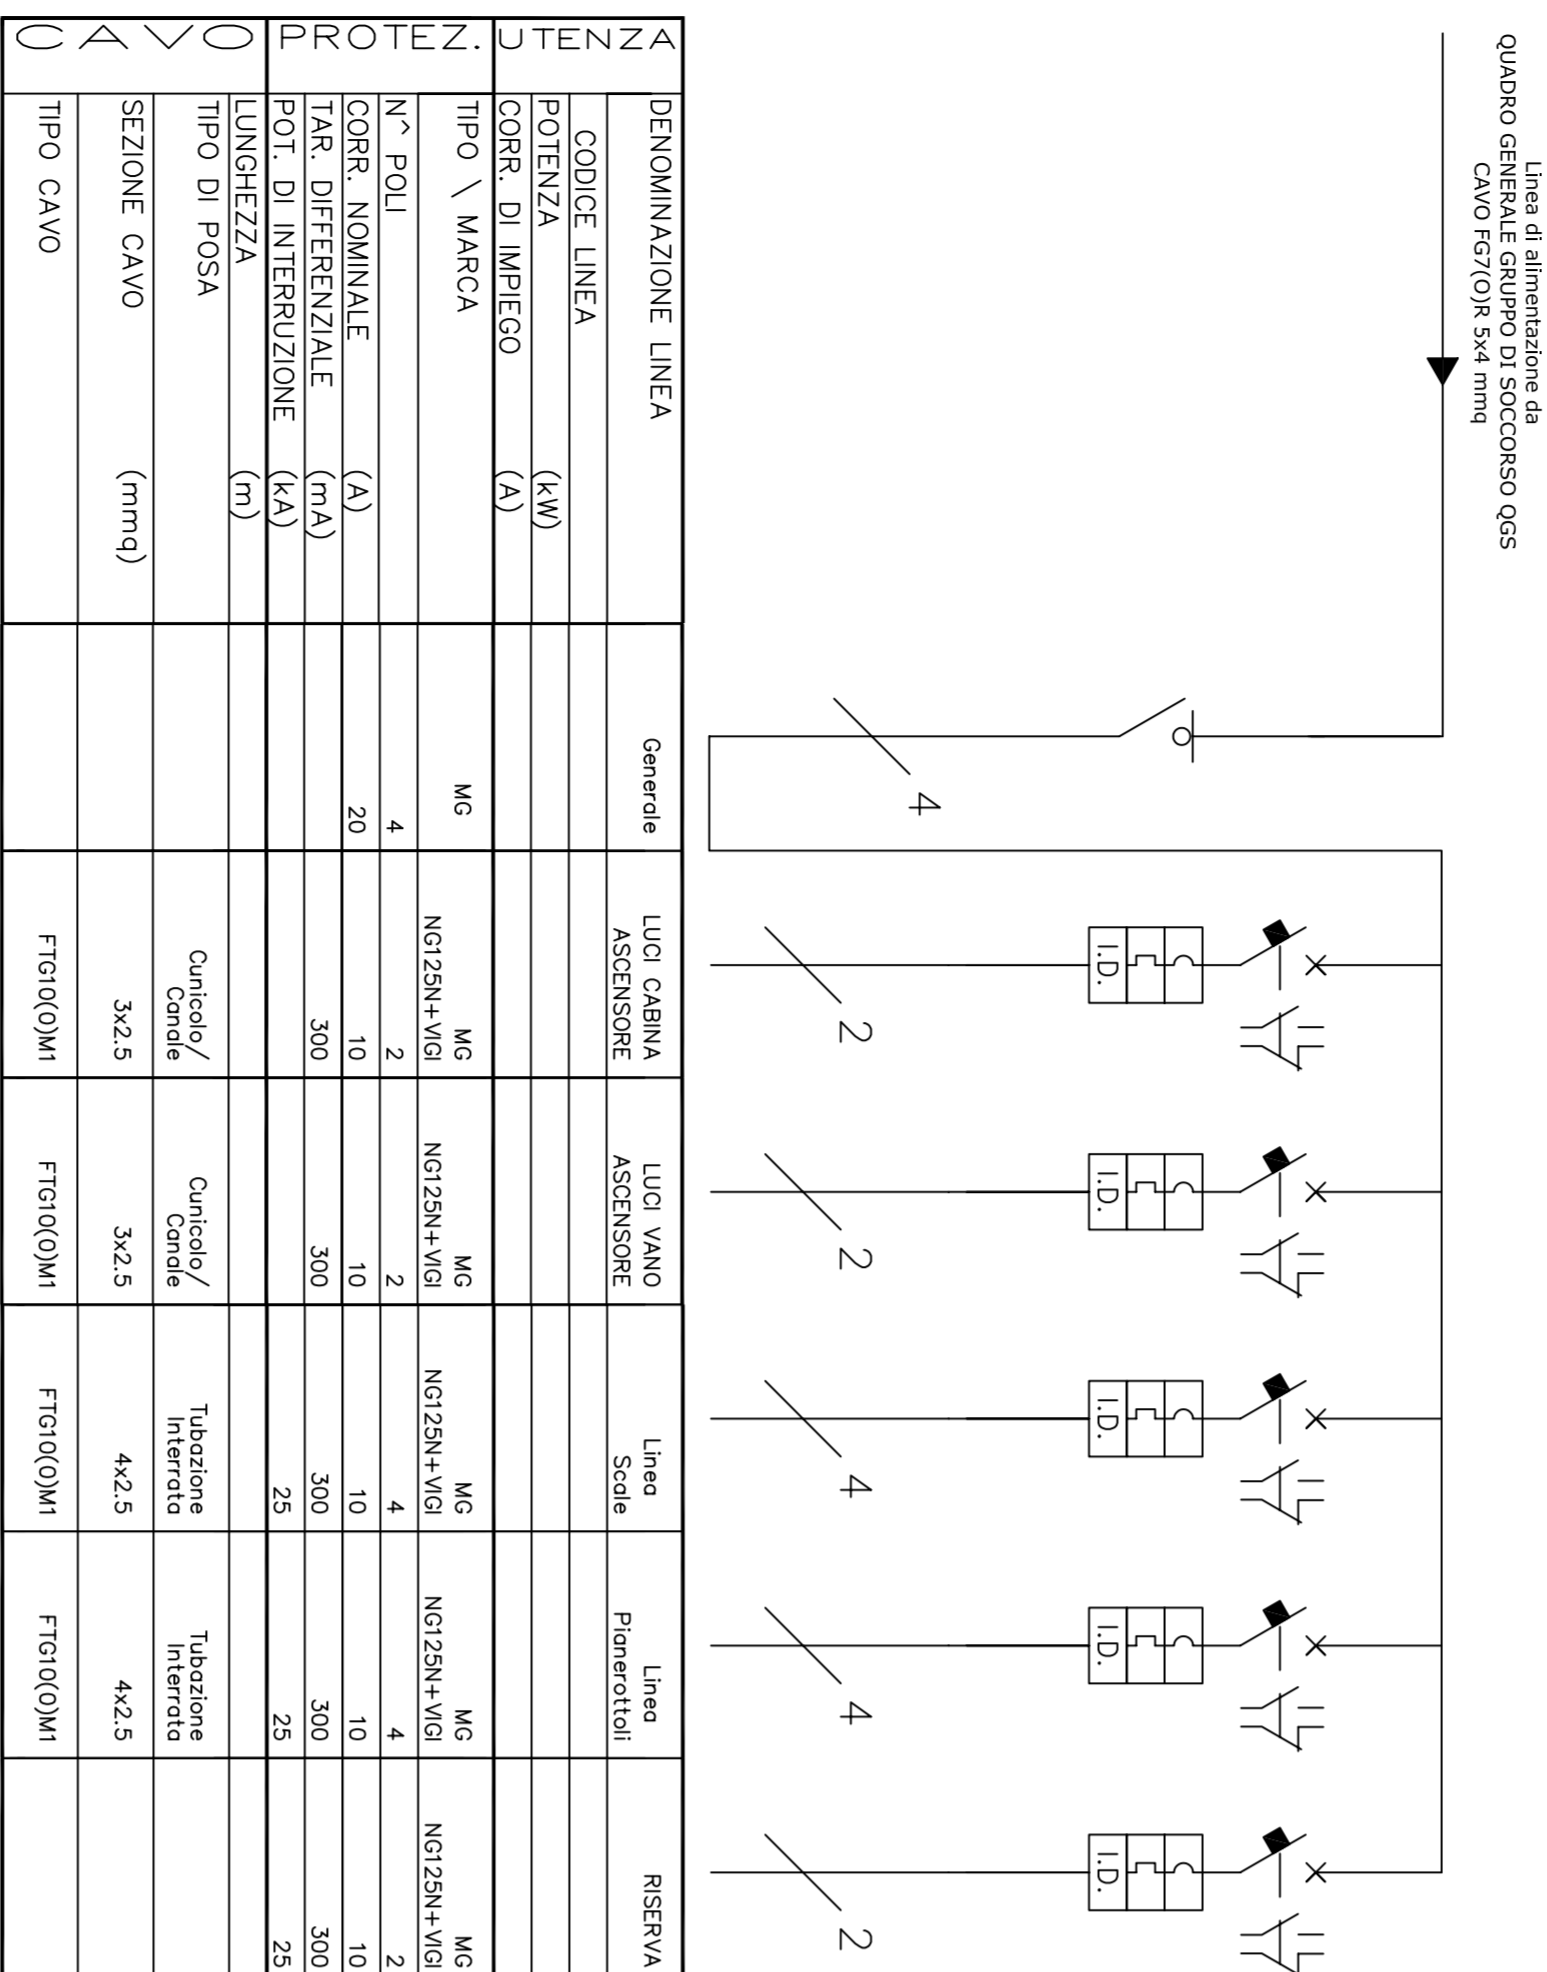 Linea di alimentazione da
QUADRO GENERALE GRUPPO DI SOCCORSO QGS
CAVO FG7(O)R 5x4 mmq
4
2
2
4
4
2
I.D.
I.D.
I.D.
I.D.
I.D.
UTENZA
DENOMINAZIONE LINEA
Generale
LUCI CABINA
ASCENSORE
LUCI VANO
ASCENSORE
Linea
Scale
Linea
Pianerottoli
RISERVA
CODICE LINEA
POTENZA (kW)
CORR. DI IMPIEGO (A)
PROTEZ.
TIPO \ MARCA
MG
MG
NG125N+VIGI
MG
NG125N+VIGI
MG
NG125N+VIGI
MG
NG125N+VIGI
MG
NG125N+VIGI
N^ POLI 4 2 2 4 4 2
CORR. NOMINALE (A) 20 10 10 10 10 10
TAR. DIFFERENZIALE (mA) 300 300 300 300 300
POT. DI INTERRUZIONE (kA) 25 25 25
CAVO
LUNGHEZZA (m)
TIPO DI POSA
Cunicolo/
Canale
Cunicolo/
Canale
Tubazione
Interrata
Tubazione
Interrata
SEZIONE CAVO (mmq) 3x2.5 3x2.5 4x2.5 4x2.5
TIPO CAVO FTG10(O)M1 FTG10(O)M1 FTG10(O)M1 FTG10(O)M1